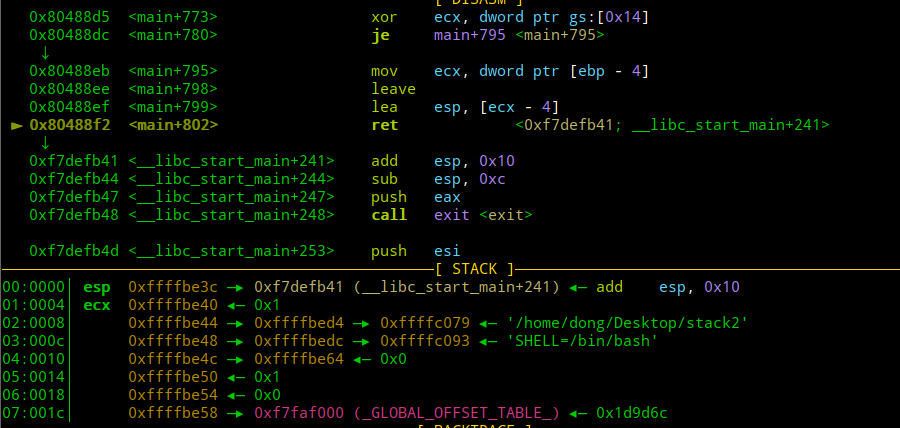 [ DISASM ]
0x80488d5 <main+773> xor ecx, dword ptr gs:[0x14]
0x80488dc <main+780> je main+795 <main+795>
↓
0x80488eb <main+795> mov ecx, dword ptr [ebp - 4]
0x80488ee <main+798> leave
0x80488ef <main+799> lea esp, [ecx - 4]
► 0x80488f2 <main+802> ret <0xf7defb41; __libc_start_main+241>
↓
0xf7defb41 <__libc_start_main+241> add esp, 0x10
0xf7defb44 <__libc_start_main+244> sub esp, 0xc
0xf7defb47 <__libc_start_main+247> push eax
0xf7defb48 <__libc_start_main+248> call exit <exit>
0xf7defb4d <__libc_start_main+253> push esi
[ STACK ]
00:0000│ esp 0xffffbe3c —▸ 0xf7defb41 (__libc_start_main+241) ◂— add esp, 0x10
01:0004│ ecx 0xffffbe40 ◂— 0x1
02:0008│ 0xffffbe44 —▸ 0xffffbed4 —▸ 0xffffc079 ◂— '/home/dong/Desktop/stack2'
03:000c│ 0xffffbe48 —▸ 0xffffbedc —▸ 0xffffc093 ◂— 'SHELL=/bin/bash'
04:0010│ 0xffffbe4c —▸ 0xffffbe64 ◂— 0x0
05:0014│ 0xffffbe50 ◂— 0x1
06:0018│ 0xffffbe54 ◂— 0x0
07:001c│ 0xffffbe58 —▸ 0xf7faf000 (_GLOBAL_OFFSET_TABLE_) ◂— 0x1d9d6c
[ BACKTRACE ]